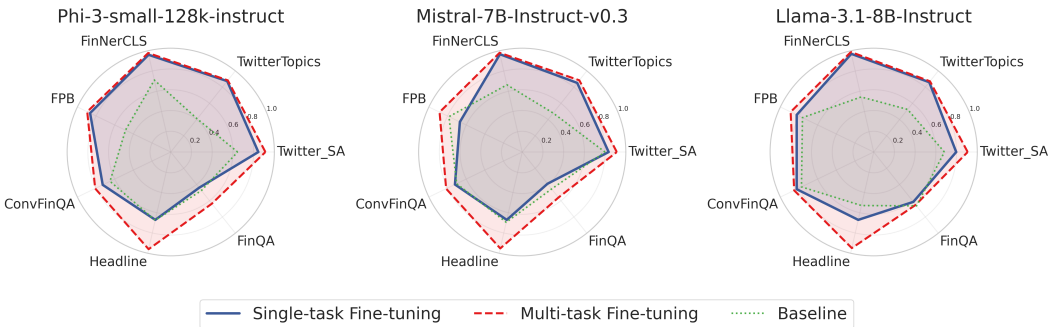 Phi-3-small-128k-instruct
FinNerCLS
TwitterTopics
FPB
1.0
0.8
0.6
0.4
0.2
Twitter_SA
ConvFinQA
FinQA
Headline
Mistral-7B-Instruct-v0.3
FinNerCLS
TwitterTopics
FPB
1.0
0.8
0.6
0.4
0.2
Twitter_SA
ConvFinQA
FinQA
Headline
Llama-3.1-8B-Instruct
FinNerCLS
TwitterTopics
FPB
1.0
0.8
0.6
0.4
0.2
Twitter_SA
ConvFinQA
FinQA
Headline
Single-task Fine-tuning
Multi-task Fine-tuning
Baseline